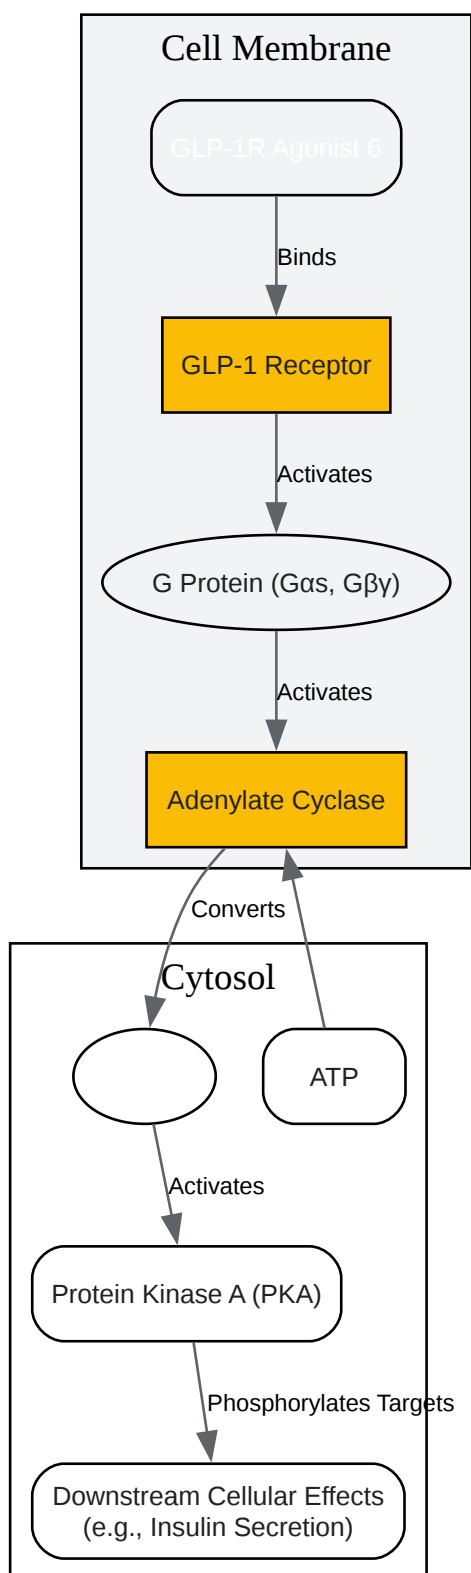 Cell Membrane
GLP-1R Agonist 6
Binds
GLP-1 Receptor
Activates
G Protein (Gαs, Gβγ)
Activates
Adenylate Cyclase
Converts
Cytosol
ATP
Activates
Protein Kinase A (PKA)
Phosphorylates Targets
Downstream Cellular Effects
(e.g., Insulin Secretion)